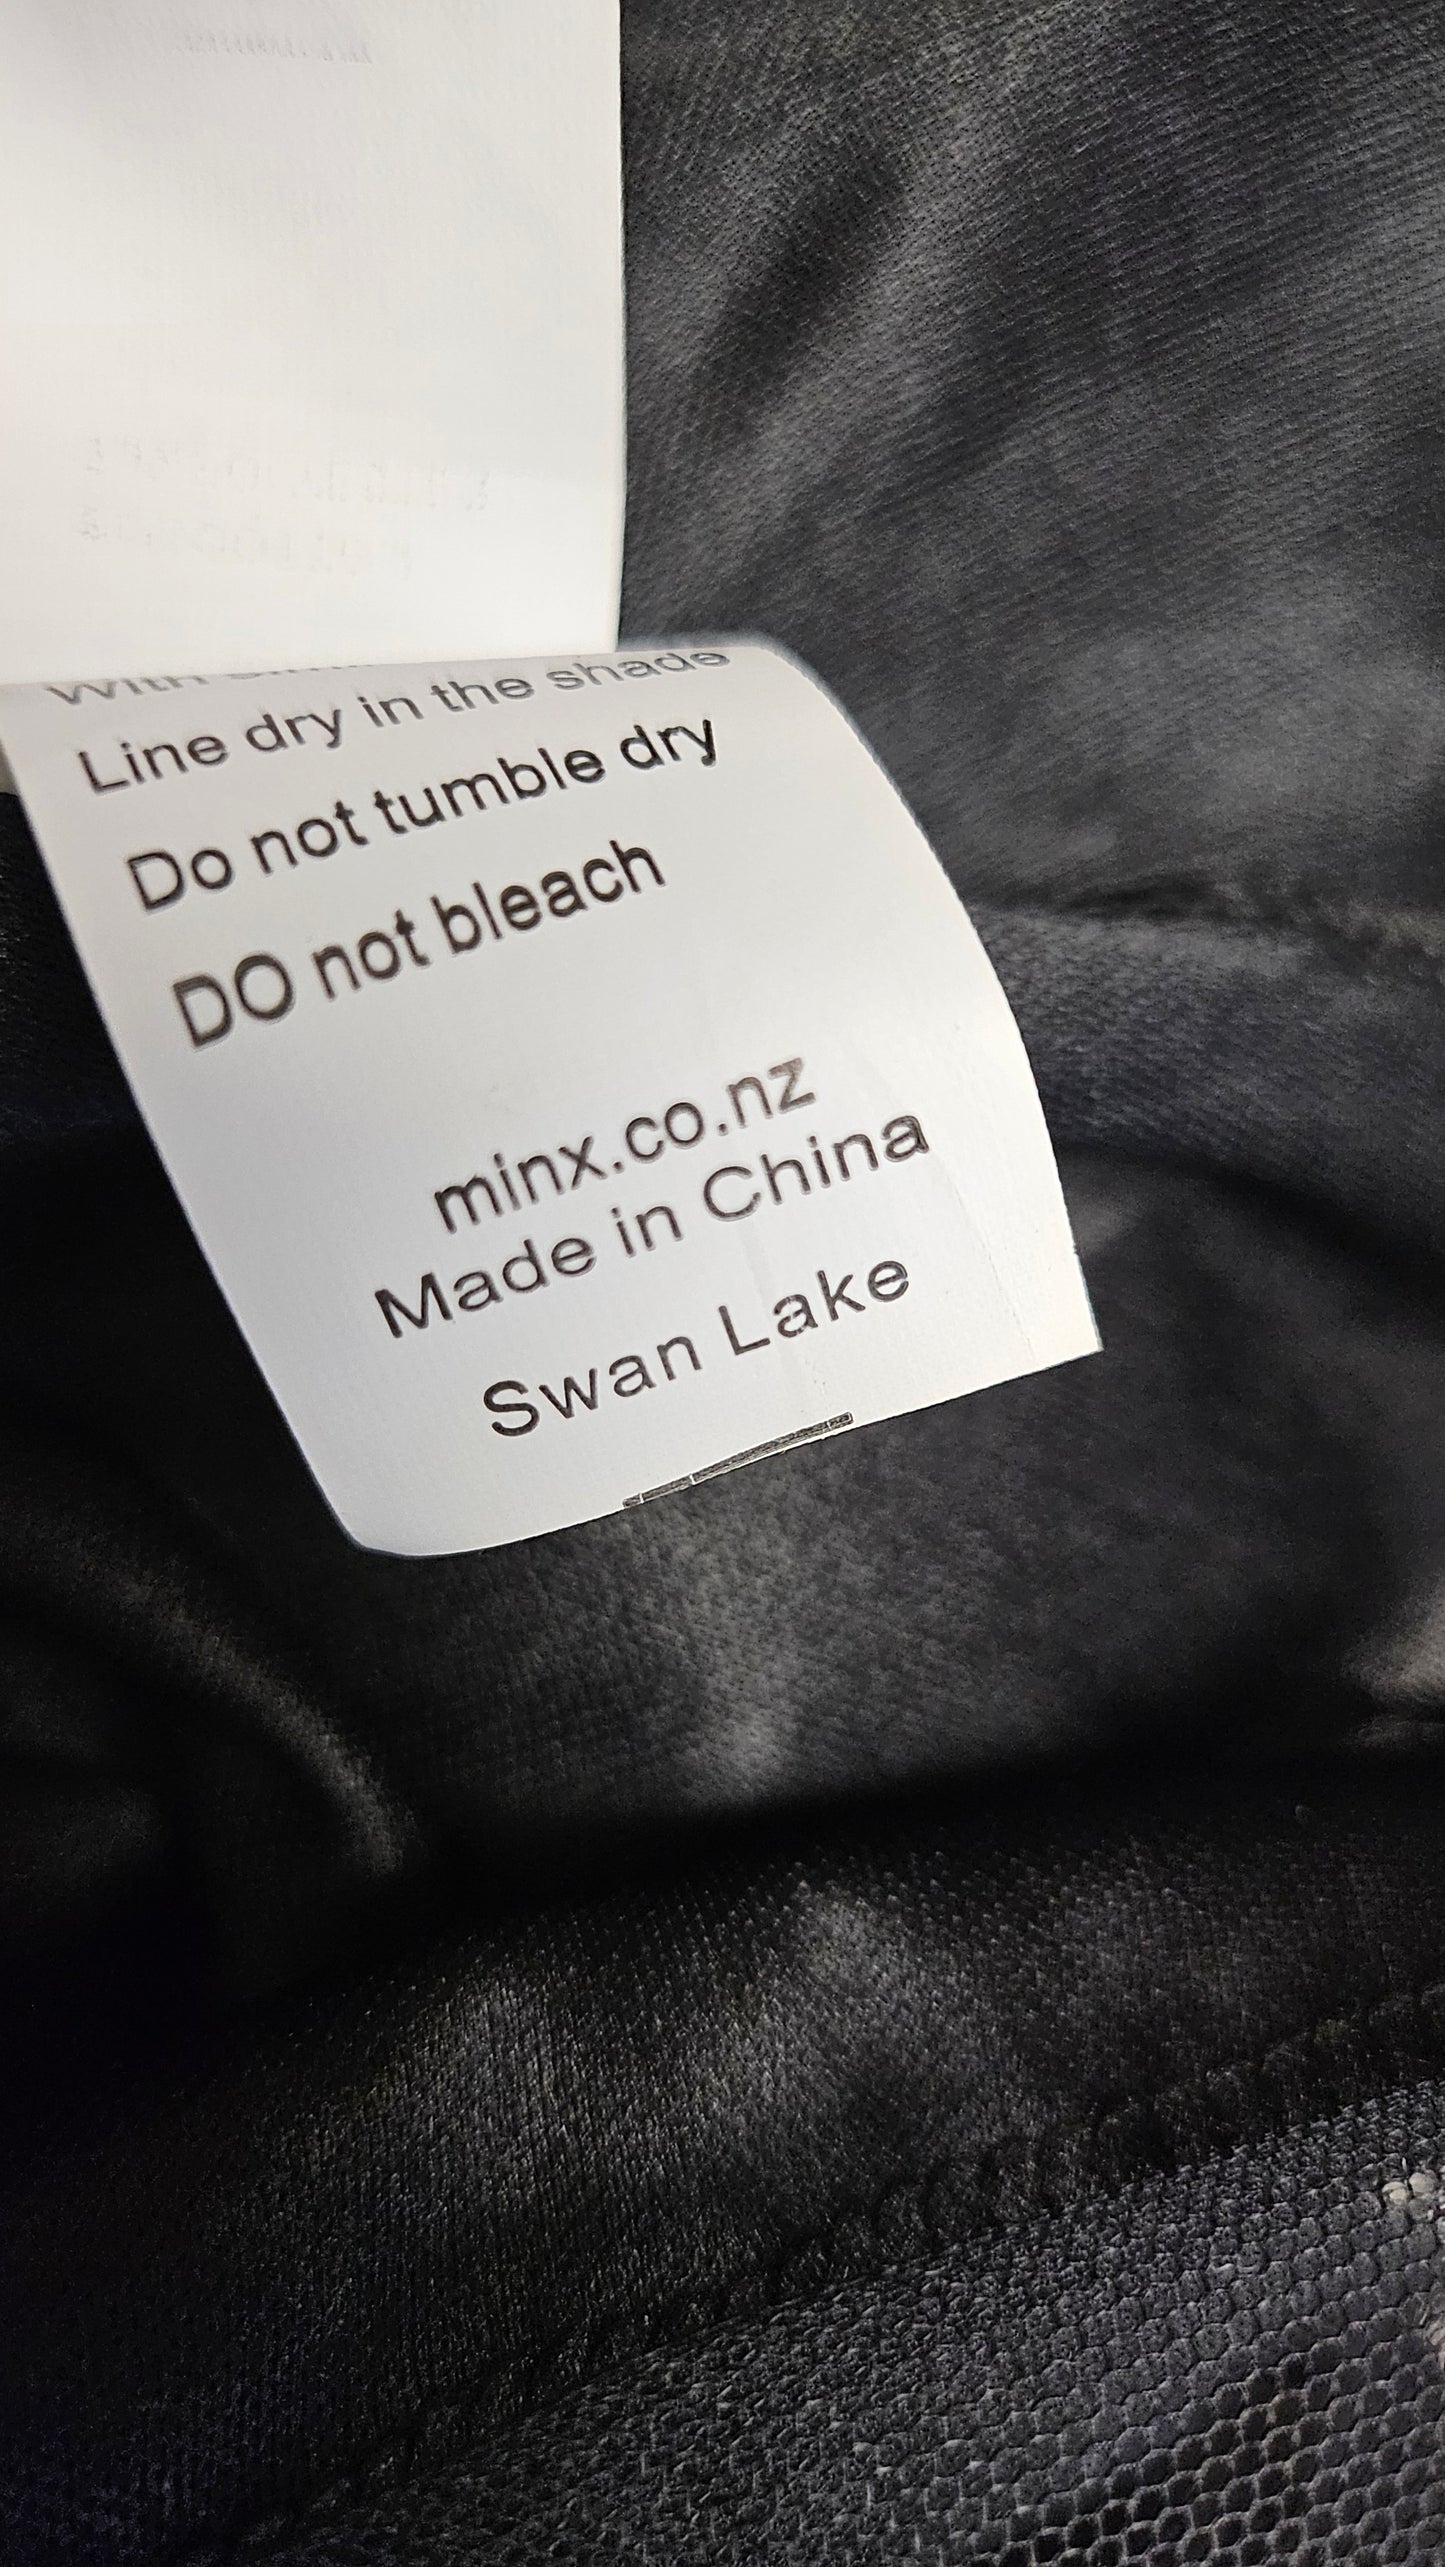 With
Line dry in the shade
Do not tumble dry
DO not bleach
minx.co.nz
Made in China
Swan Lake